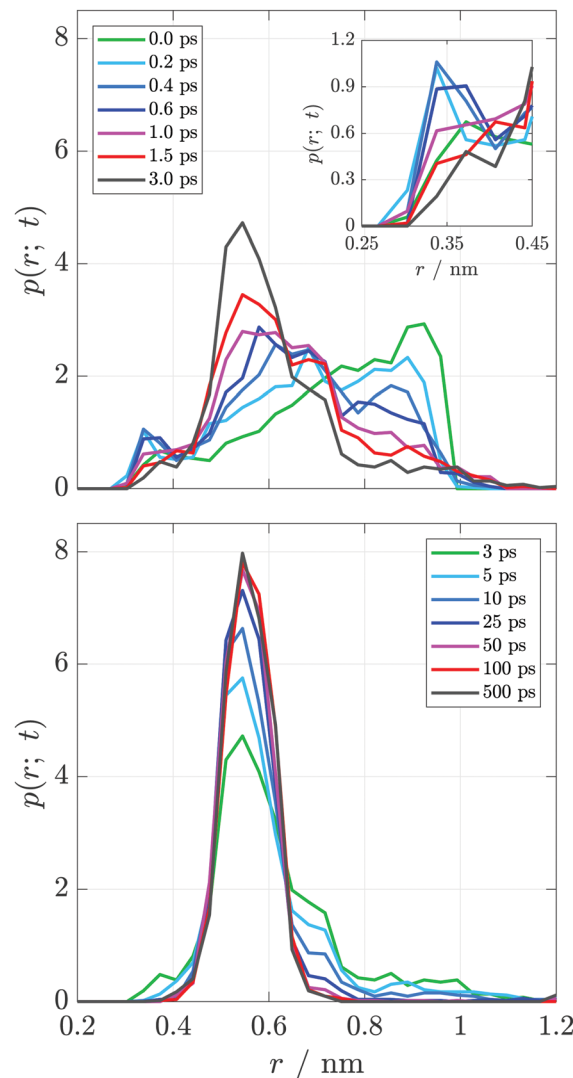 8
6
4
2
0
p(r; t)
0.0 ps
0.2 ps
0.4 ps
0.6 ps
1.0 ps
1.5 ps
3.0 ps
1.2
0.9
0.6
0.3
0
p(r; t)
0.25 0.35 0.45
r / nm
8
6
4
2
0
p(r; t)
3 ps
5 ps
10 ps
25 ps
50 ps
100 ps
500 ps
0.2 0.4 0.6 0.8 1 1.2
r / nm